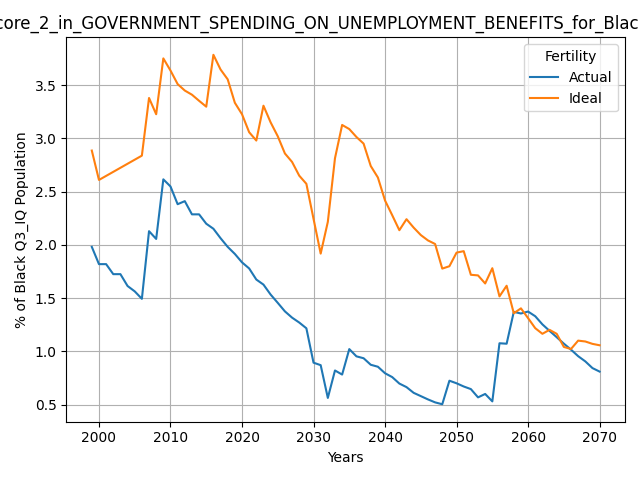 core_2_in_GOVERNMENT_SPENDING_ON_UNEMPLOYMENT_BENEFITS_for_Blac
Fertility
Actual
Ideal
% of Black Q3_IQ Population
3.5
3.0
2.5
2.0
1.5
1.0
0.5
2000 2010 2020 2030 2040 2050 2060 2070
Years